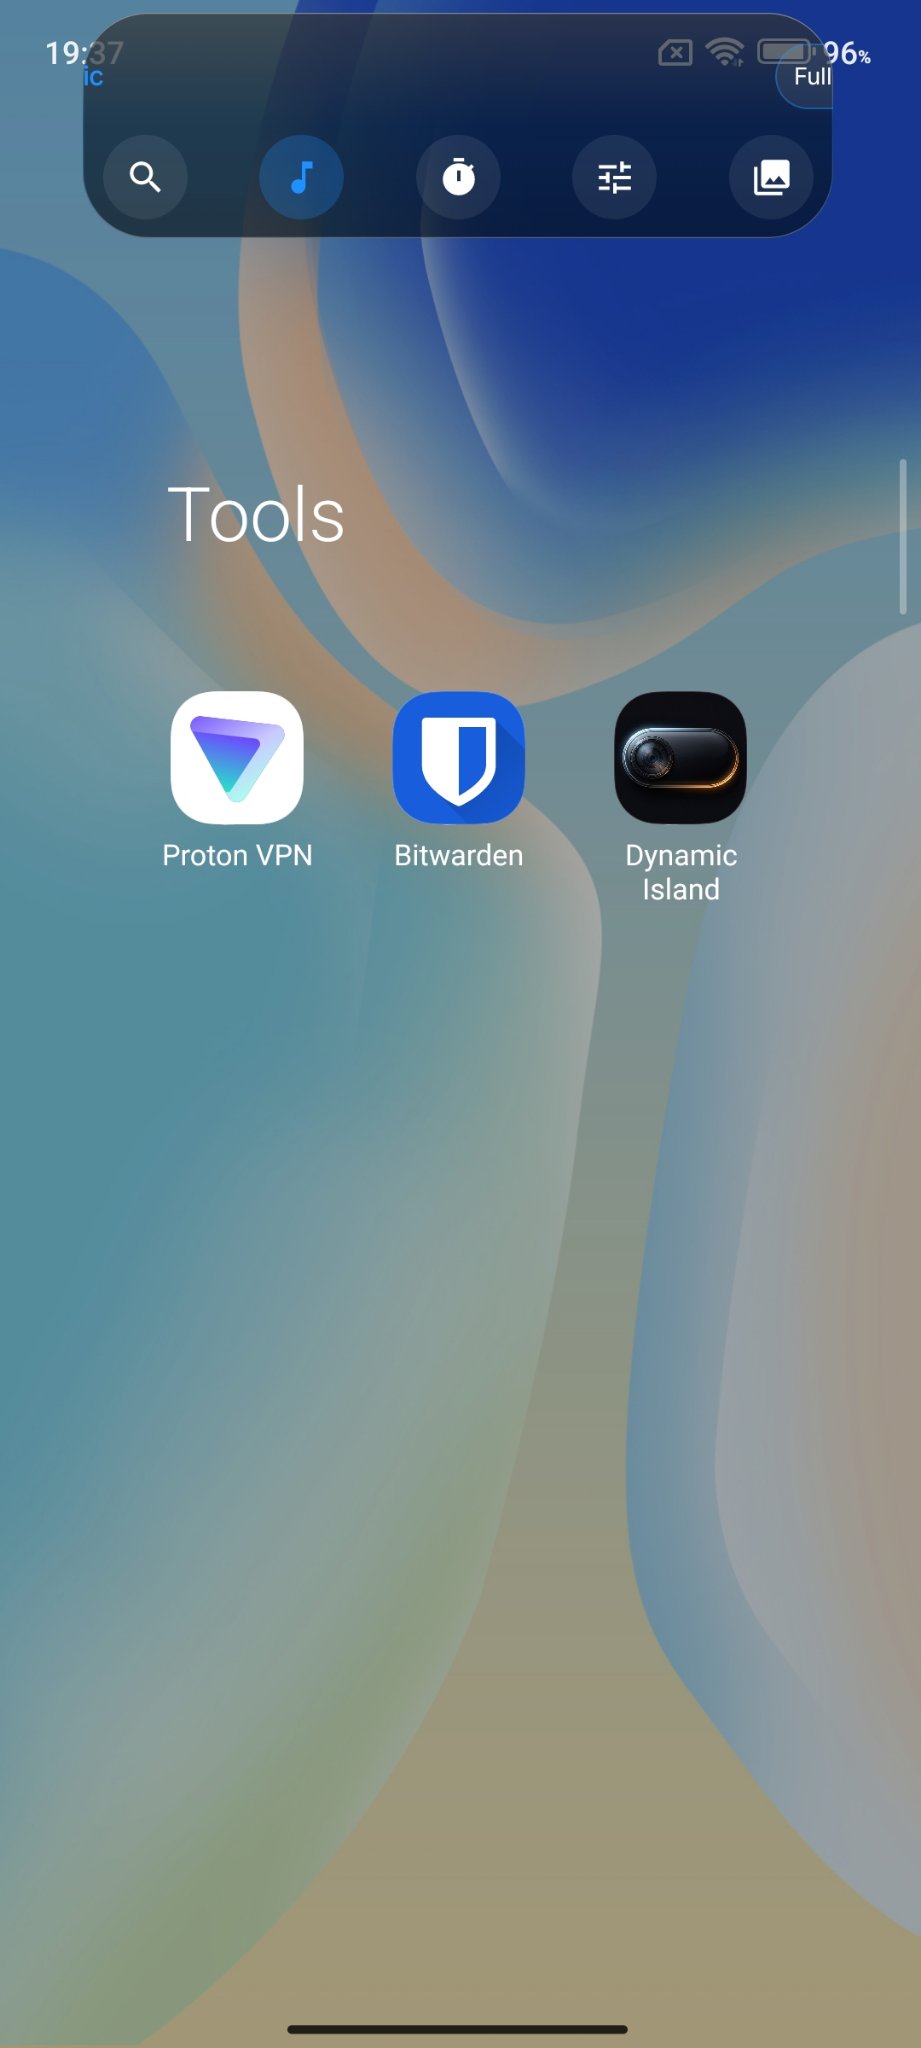 19:37
96%
ic
Full
Tools
Proton VPN
Bitwarden
Dynamic
Island